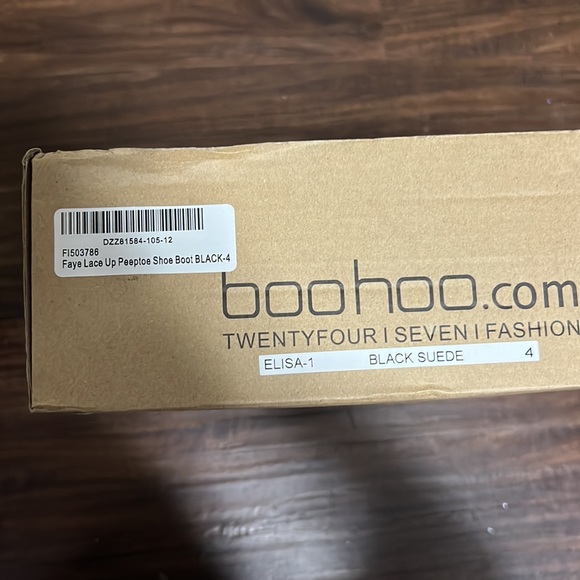 DZZ81584-105-12
FI503786
Faye Lace Up Peeptoe Shoe Boot BLACK-4
boohoo.com
TWENTYFOUR I SEVEN I FASHION
ELISA-1 BLACK SUEDE 4